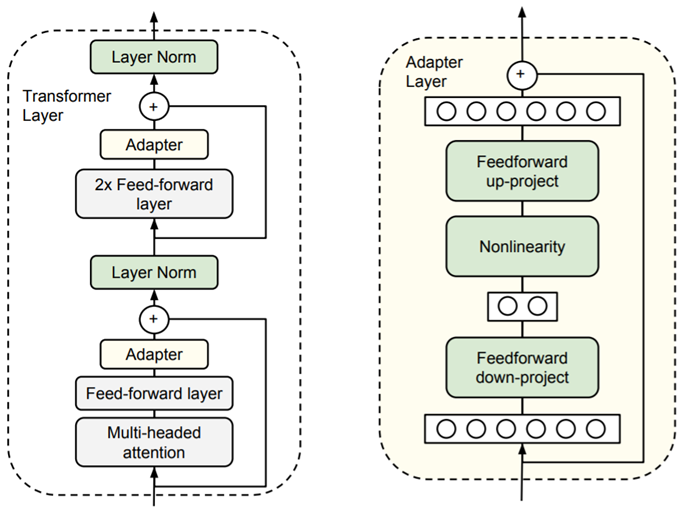 Layer Norm
Transformer
Layer
+
Adapter
2x Feed-forward
layer
Layer Norm
+
Adapter
Feed-forward layer
Multi-headed
attention
Adapter
Layer
+
Feedforward
up-project
Nonlinearity
Feedforward
down-project